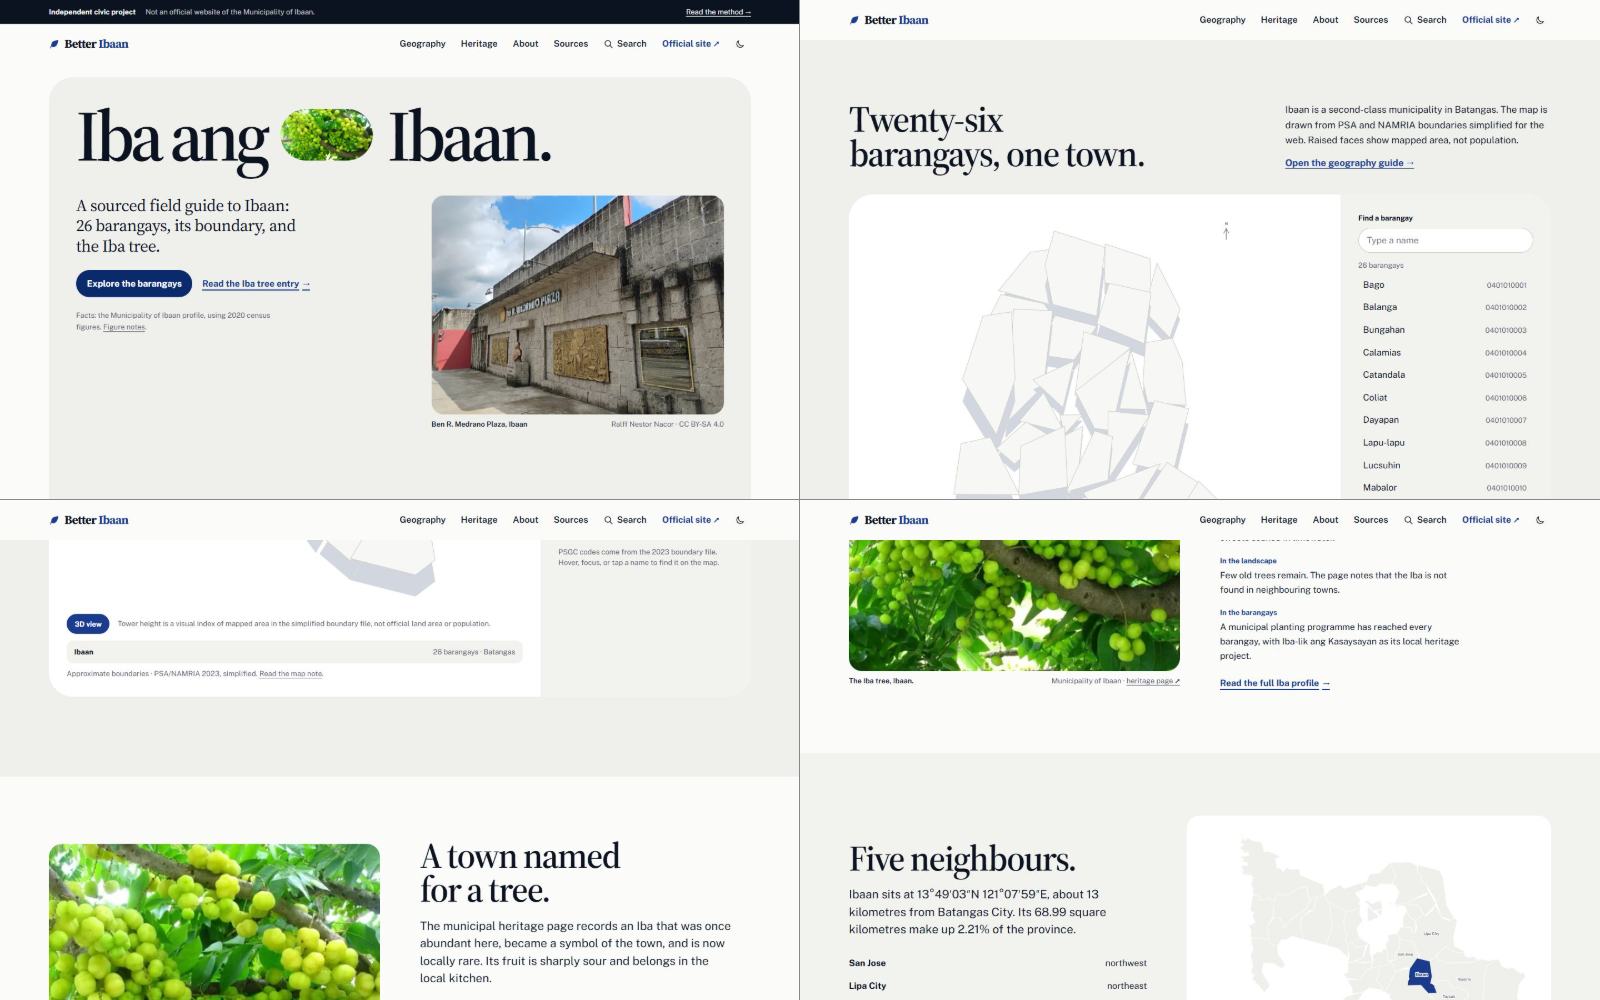 Independent civic project Not an official website of the Municipality of Ibaan. Read the method →
Better Ibaan Geography Heritage About Sources Search Official site ↗
Iba ang Ibaan.
A sourced field guide to Ibaan:
26 barangays, its boundary, and
the Iba tree.
Explore the barangays Read the Iba tree entry →
Facts: the Municipality of Ibaan profile, using 2020 census
figures. Figure notes.
Ben R. Medrano Plaza, Ibaan Ralff Nestor Nacor · CC BY-SA 4.0
Better Ibaan Geography Heritage About Sources Search Official site ↗
Twenty-six
barangays, one town.
Ibaan is a second-class municipality in Batangas. The map is
drawn from PSA and NAMRIA boundaries simplified for the
web. Raised faces show mapped area, not population.
Open the geography guide →
N
Find a barangay
Type a name
26 barangays
Bago 0401010001
Balanga 0401010002
Bungahan 0401010003
Calamias 0401010004
Catandala 0401010005
Coliat 0401010006
Dayapan 0401010007
Lapu-lapu 0401010008
Lucsuhin 0401010009
Mabalor 0401010010
Better Ibaan Geography Heritage About Sources Search Official site ↗
PSGC codes come from the 2023 boundary file.
Hover, focus, or tap a name to find it on the map.
3D view Tower height is a visual index of mapped area in the simplified boundary file, not official land area or population.
Ibaan 26 barangays · Batangas
Approximate boundaries · PSA/NAMRIA 2023, simplified. Read the map note.
A town named
for a tree.
The municipal heritage page records an Iba that was once
abundant here, became a symbol of the town, and is now
locally rare. Its fruit is sharply sour and belongs in the
local kitchen.
Better Ibaan Geography Heritage About Sources Search Official site ↗
In the landscape
Few old trees remain. The page notes that the Iba is not
found in neighbouring towns.
In the barangays
A municipal planting programme has reached every
barangay, with Iba-lik ang Kasaysayan as its local heritage
project.
Read the full Iba profile →
The Iba tree, Ibaan. Municipality of Ibaan · heritage page ↗
Five neighbours.
Ibaan sits at 13°49′03″N 121°07′59″E, about 13
kilometres from Batangas City. Its 68.99 square
kilometres make up 2.21% of the province.
San Jose northwest
Lipa City northeast
Lipa City
San Jose
Ibaan